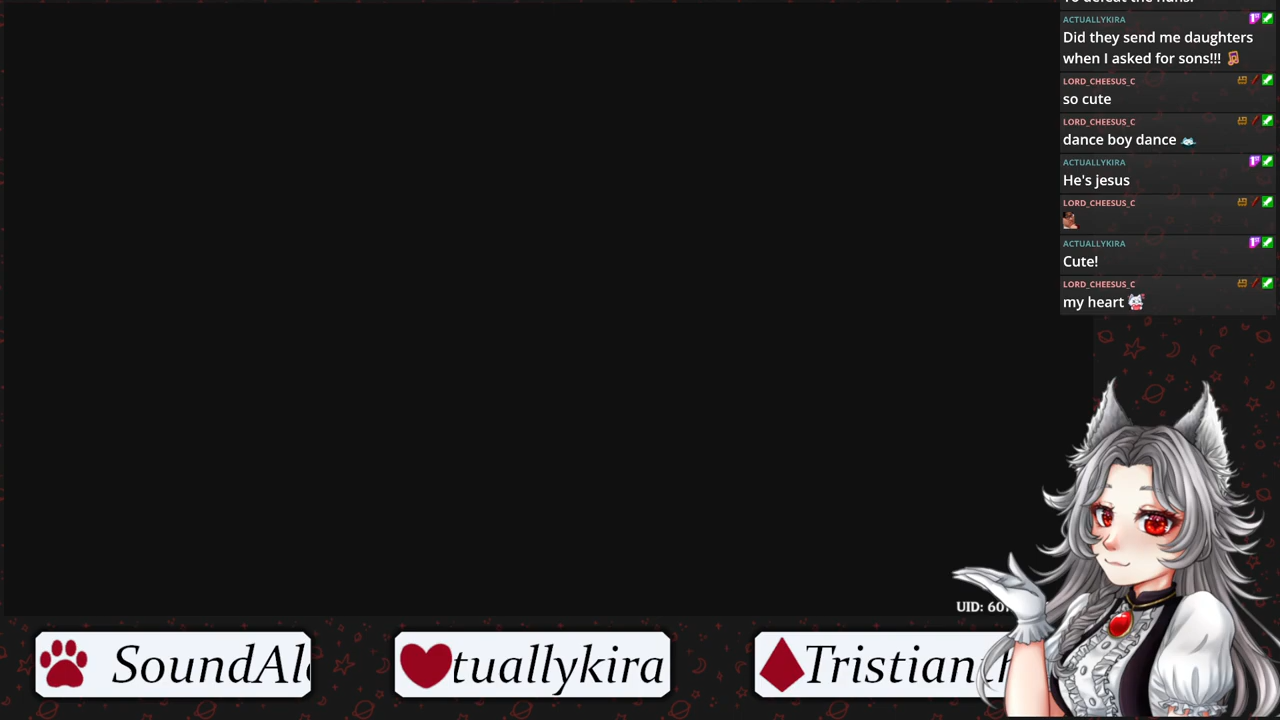 ACTUALLYKIRA
Did they send me daughters
when I asked for sons!!!
LORD_CHEESUS_C
so cute
LORD_CHEESUS_C
dance boy dance
ACTUALLYKIRA
He's jesus
LORD_CHEESUS_C
ACTUALLYKIRA
Cute!
LORD_CHEESUS_C
my heart
UID: 60
SoundAl
tuallykira
Tristian